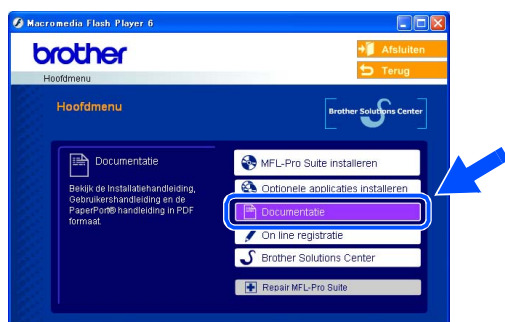 Macromedia Flash Player 6
brother
Afsluiten
Terug
Hoofdmenu
Hoofdmenu
Brother Solutions Center
Documentatie
Bekijk de Installatiehandleiding,
Gebruikershandleiding en de
PaperPort® handleiding in PDF
formaat.
MFL-Pro Suite installeren
Optionele applicaties installeren
Documentatie
On line registratie
Brother Solutions Center
Repair MFL-Pro Suite